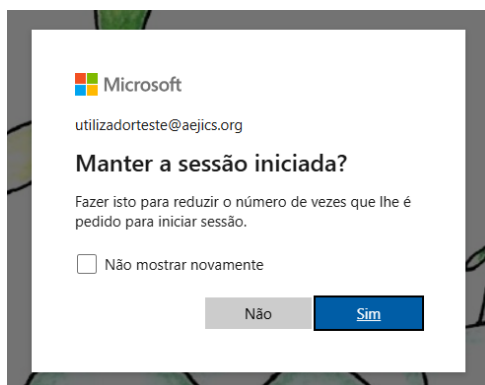 Microsoft
utilizadorteste@aejics.org
Manter a sessão iniciada?
Fazer isto para reduzir o número de vezes que lhe é
pedido para iniciar sessão.
Não mostrar novamente
Não
Sim